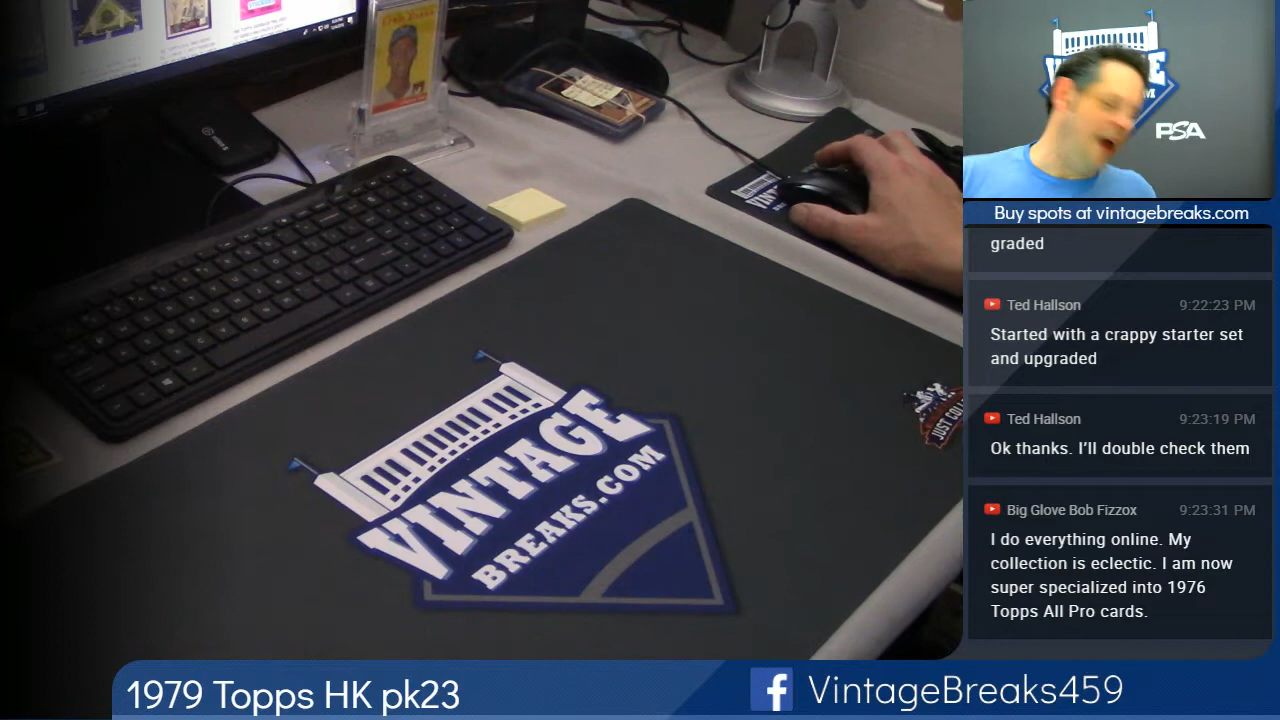 PSA
Buy spots at vintagebreaks.com
graded
Ted Hallson 9:22:23 PM
Started with a crappy starter set
and upgraded
Ted Hallson 9:23:19 PM
Ok thanks. I'll double check them
Big Glove Bob Fizzox 9:23:31 PM
I do everything online. My
collection is eclectic. I am now
super specialized into 1976
Topps All Pro cards.
VINTAGE
BREAKS.COM
JUST
1979 Topps HK pk23
f VintageBreaks459